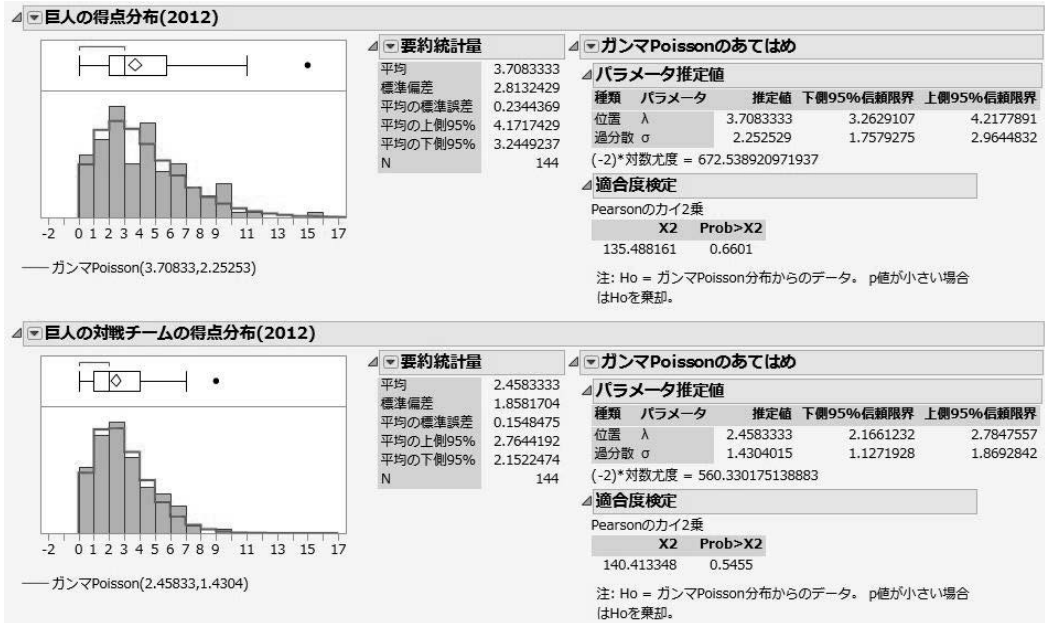 巨人の得点分布(2012)
-2 0 1 2 3 4 5 6 7 8 9 11 13 15 17
ガンマPoisson(3.70833,2.25253)
要約統計量
平均 3.7083333
標準偏差 2.8132429
平均の標準誤差 0.2344369
平均の上側95% 4.1717429
平均の下側95% 3.2449237
N 144
ガンマPoissonのあてはめ
パラメータ推定値
種類 パラメータ 推定値 下側95%信頼限界 上側95%信頼限界
位置 λ 3.7083333 3.2629107 4.2177891
過分散 σ 2.252529 1.7579275 2.9644832
(-2)*対数尤度 = 672.538920971937
適合度検定
Pearsonのカイ2乗
X2 Prob>X2
135.488161 0.6601
注: Ho = ガンマPoisson分布からのデータ。 p値が小さい場合
はHoを棄却。
巨人の対戦チームの得点分布(2012)
-2 0 1 2 3 4 5 6 7 8 9 11 13 15 17
ガンマPoisson(2.45833,1.4304)
要約統計量
平均 2.4583333
標準偏差 1.8581704
平均の標準誤差 0.1548475
平均の上側95% 2.7644192
平均の下側95% 2.1522474
N 144
ガンマPoissonのあてはめ
パラメータ推定値
種類 パラメータ 推定値 下側95%信頼限界 上側95%信頼限界
位置 λ 2.4583333 2.1661232 2.7847557
過分散 σ 1.4304015 1.1271928 1.8692842
(-2)*対数尤度 = 560.330175138883
適合度検定
Pearsonのカイ2乗
X2 Prob>X2
140.413348 0.5455
注: Ho = ガンマPoisson分布からのデータ。 p値が小さい場合
はHoを棄却。